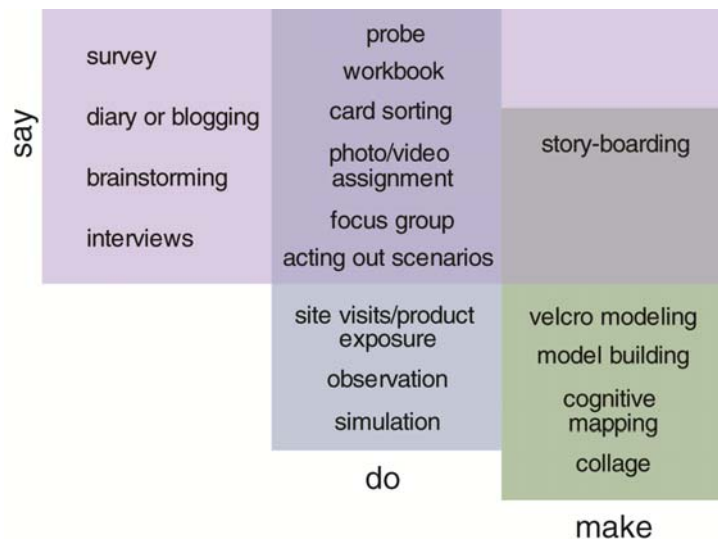 say
survey
diary or blogging
brainstorming
interviews
probe
workbook
card sorting
photo/video
assignment
focus group
acting out scenarios
site visits/product
exposure
observation
simulation
do
story-boarding
velcro modeling
model building
cognitive
mapping
collage
make